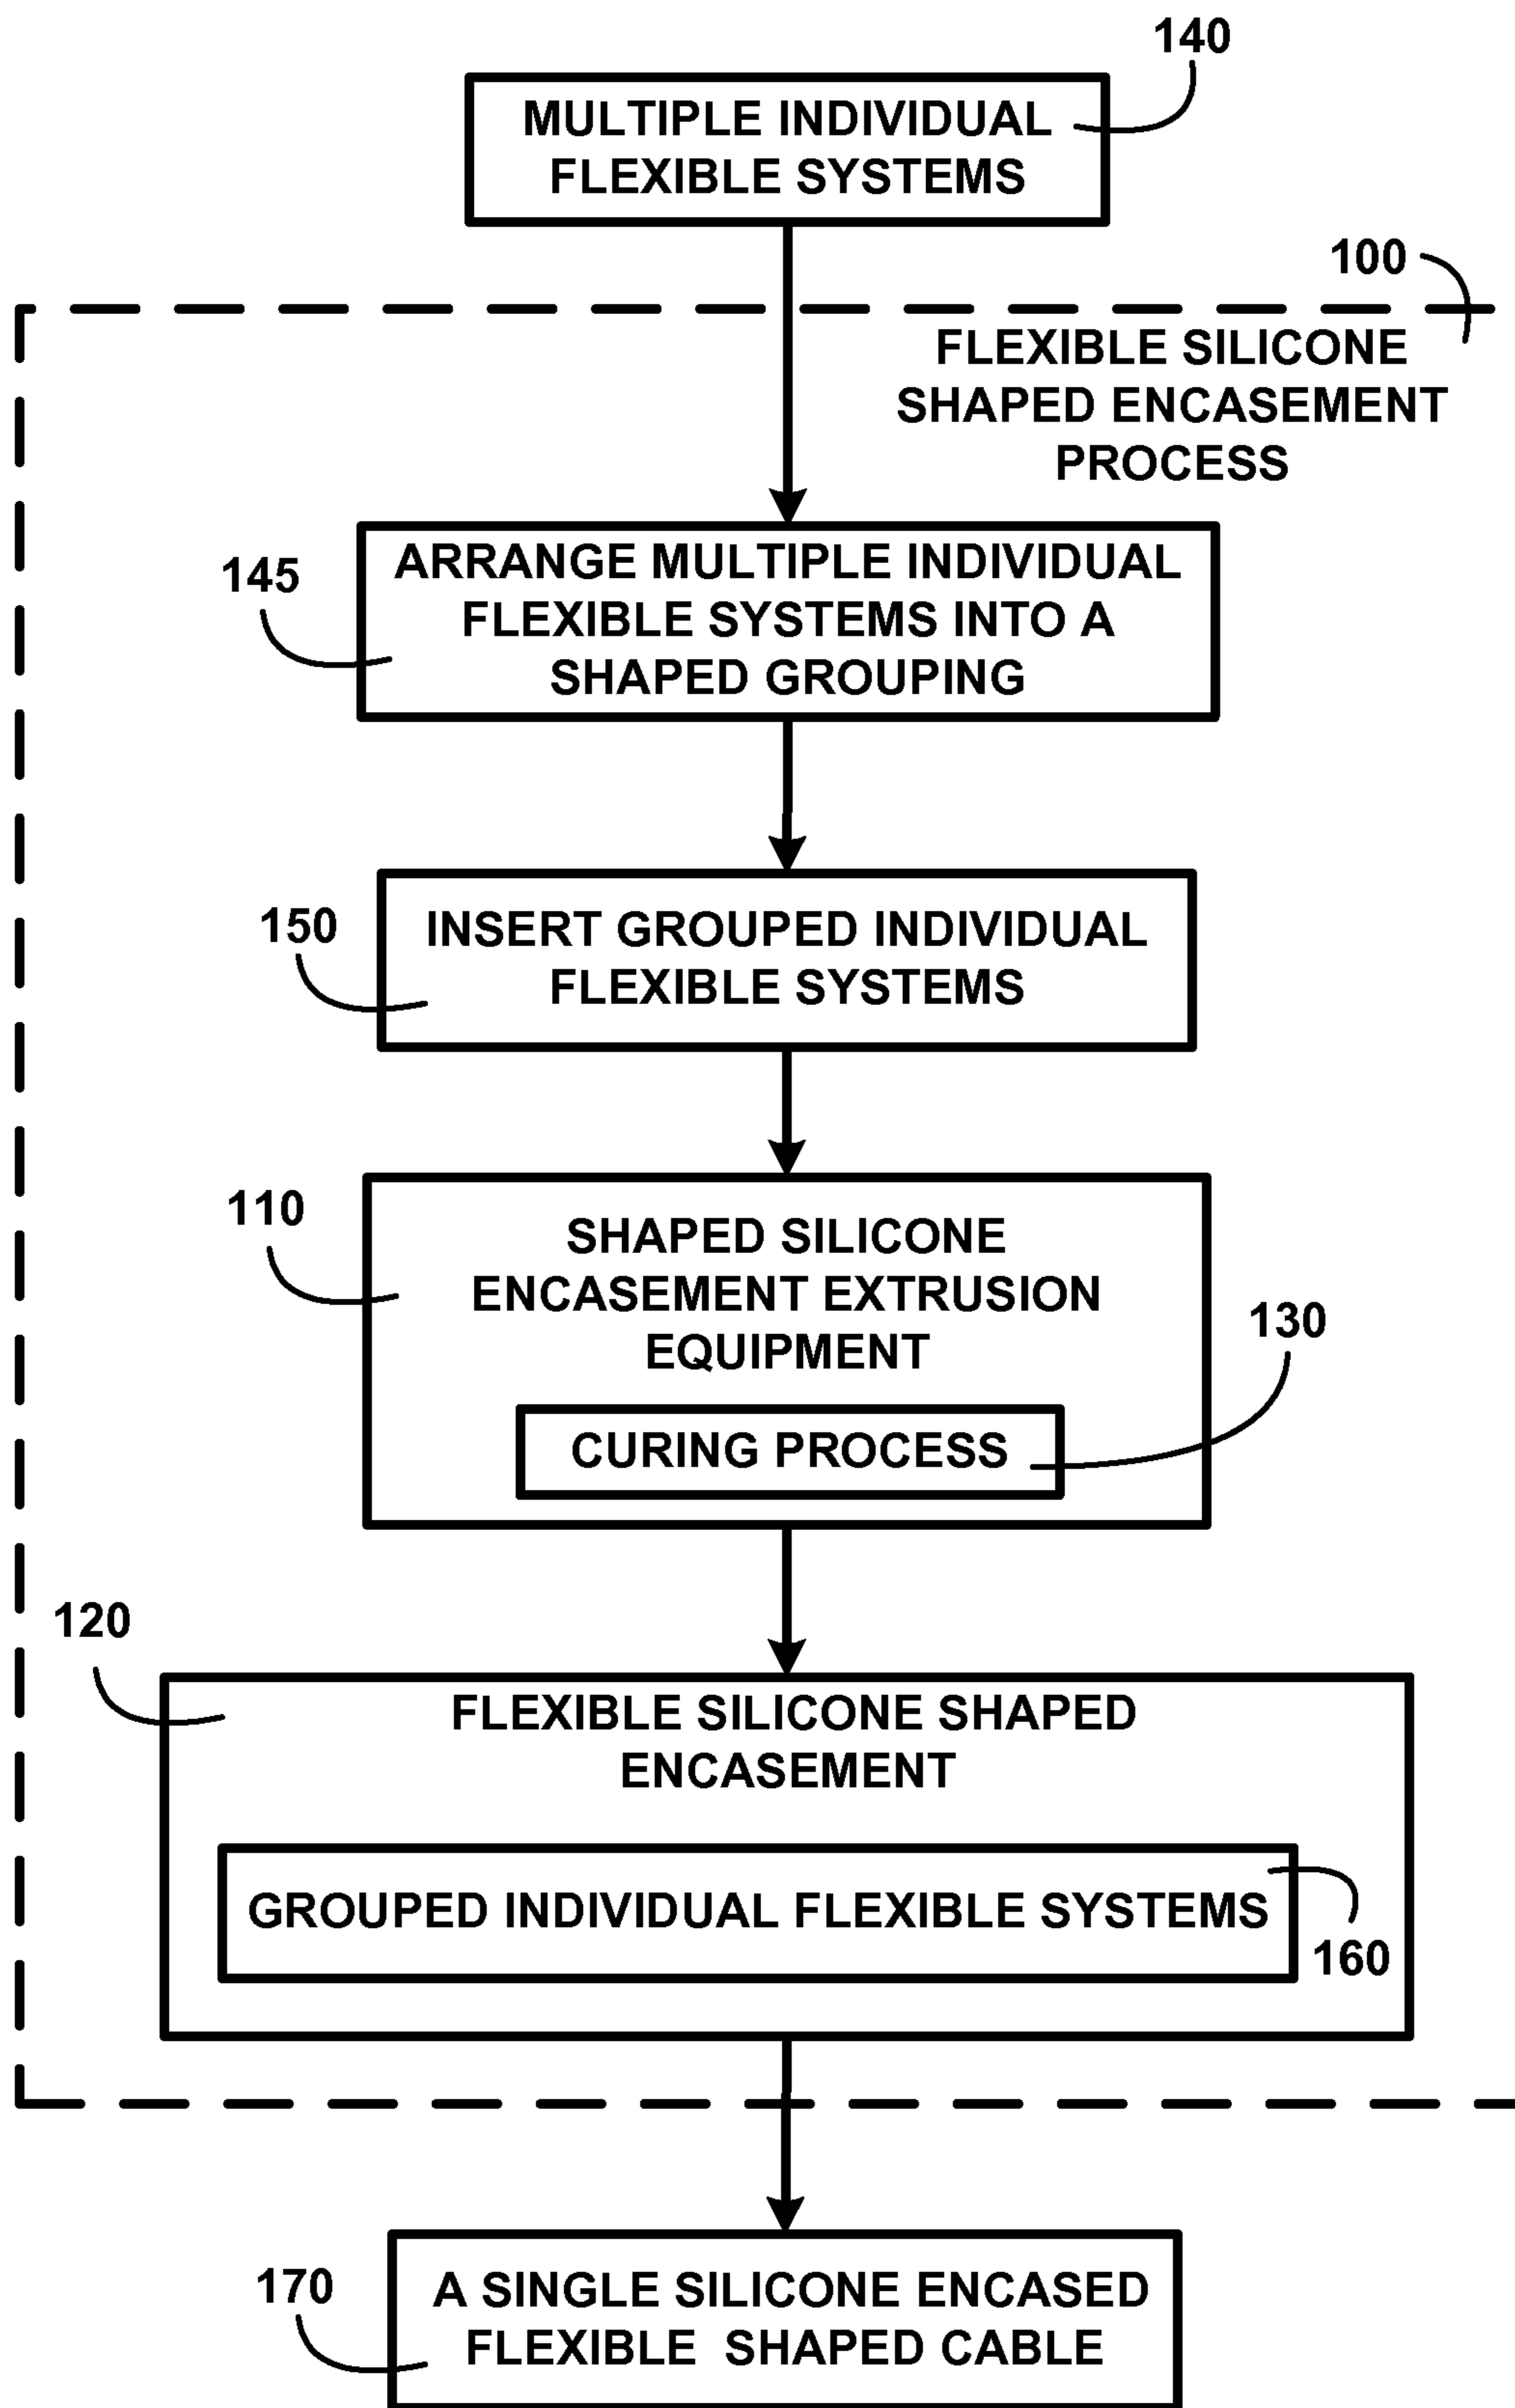 140
MULTIPLE INDIVIDUAL
FLEXIBLE SYSTEMS
100
FLEXIBLE SILICONE
SHAPED ENCASEMENT
PROCESS
145
ARRANGE MULTIPLE INDIVIDUAL
FLEXIBLE SYSTEMS INTO A
SHAPED GROUPING
150
INSERT GROUPED INDIVIDUAL
FLEXIBLE SYSTEMS
110
SHAPED SILICONE
ENCASEMENT EXTRUSION
EQUIPMENT
130
CURING PROCESS
120
FLEXIBLE SILICONE SHAPED
ENCASEMENT
GROUPED INDIVIDUAL FLEXIBLE SYSTEMS
160
170
A SINGLE SILICONE ENCASED
FLEXIBLE SHAPED CABLE